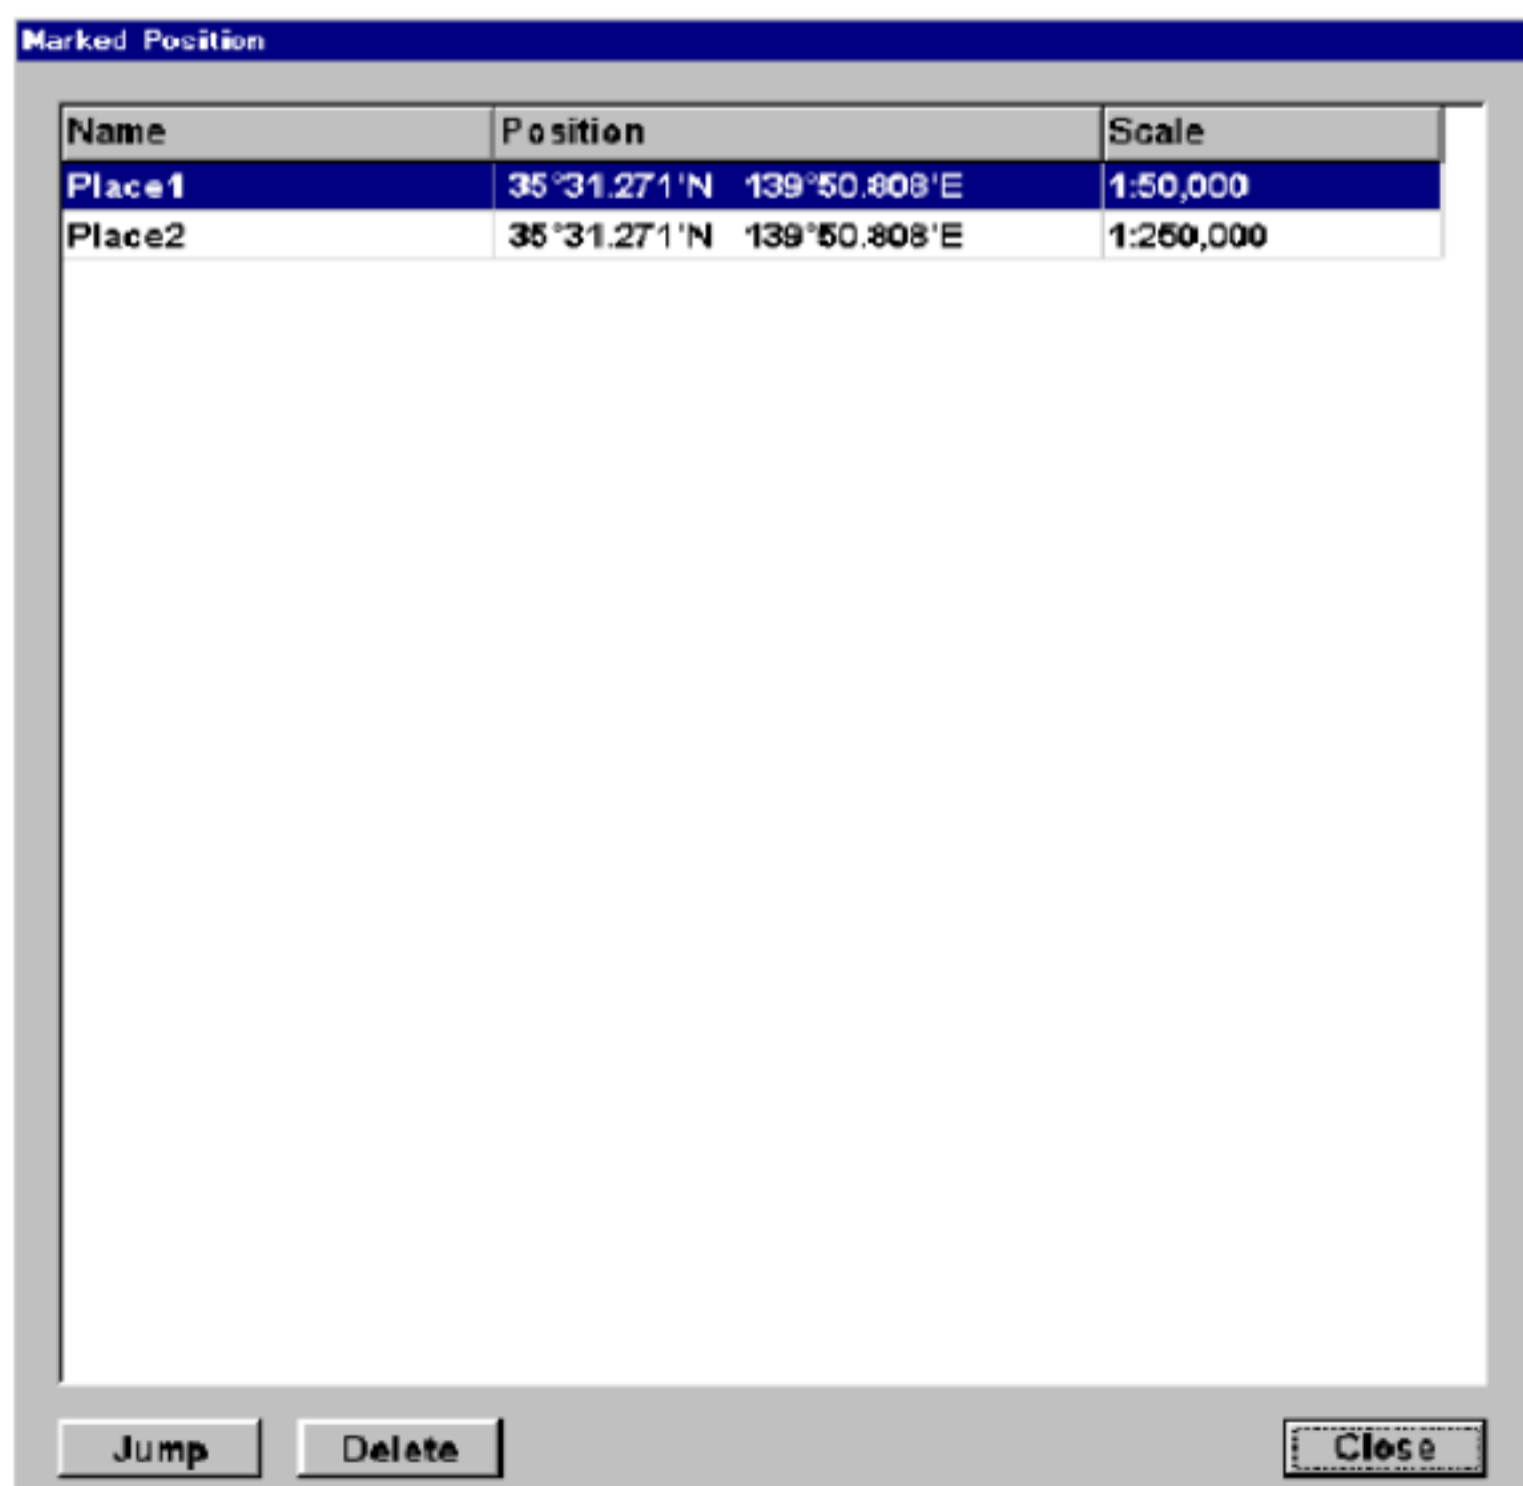 Marked Position
Name Position Scale
Place1 35°31.271'N 139°50.808'E 1:50,000
Place2 35°31.271'N 139°50.808'E 1:250,000
Jump Delete Close